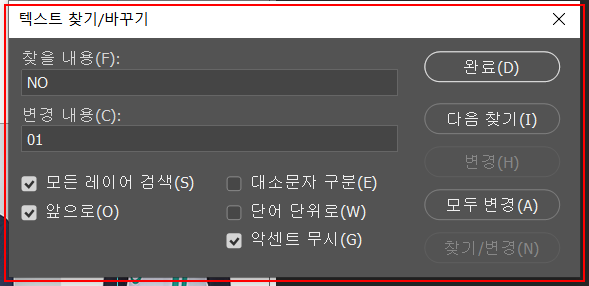 텍스트 찾기/바꾸기
찾을 내용(F):
NO
변경 내용(C):
01
모든 레이어 검색(S)
앞으로(O)
대소문자 구분(E)
단어 단위로(W)
악센트 무시(G)
완료(D)
다음 찾기(I)
변경(H)
모두 변경(A)
찾기/변경(N)